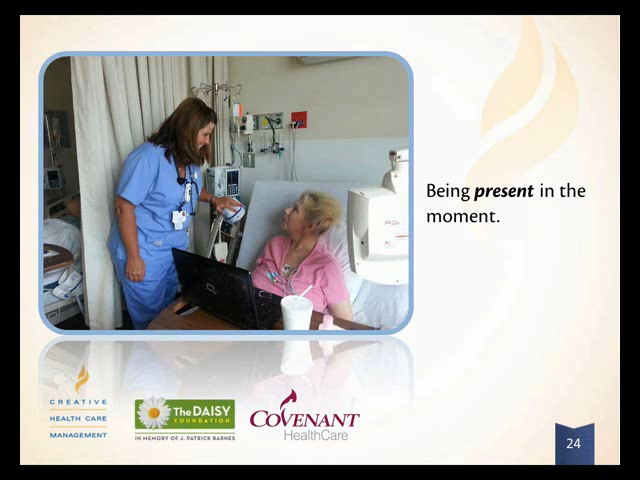 Being present in the
moment.
CREATIVE
HEALTH CARE
MANAGEMENT
The DAISY
FOUNDATION
IN MEMORY OF J. PATRICK BARNES
COVENANT
HealthCare
24